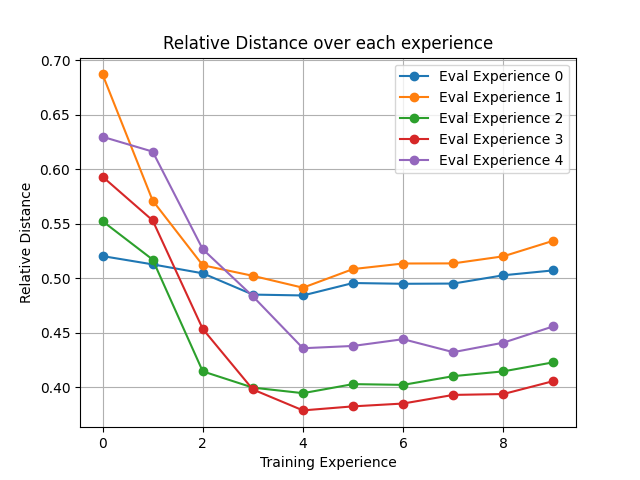 Relative Distance over each experience
0.70
0.65
0.60
0.55
0.50
0.45
0.40
Relative Distance
Eval Experience 0
Eval Experience 1
Eval Experience 2
Eval Experience 3
Eval Experience 4
0 2 4 6 8
Training Experience